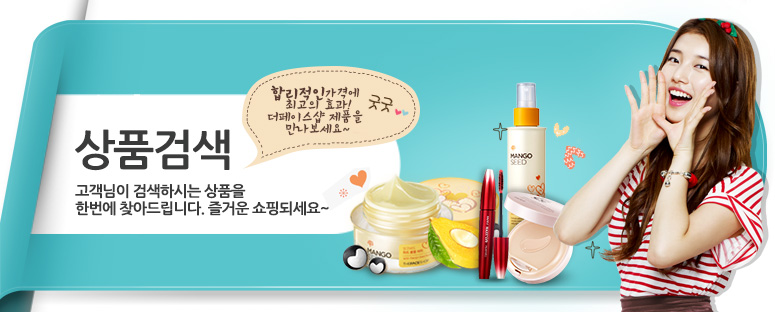 합리적인가격에
최고의 효과!
더페이스샵 제품을
만나보세요~
굿굿
상품검색
고객님이 검색하시는 상품을
한번에 찾아드립니다. 즐거운 쇼핑되세요~
MANGO
SEED
MANGO